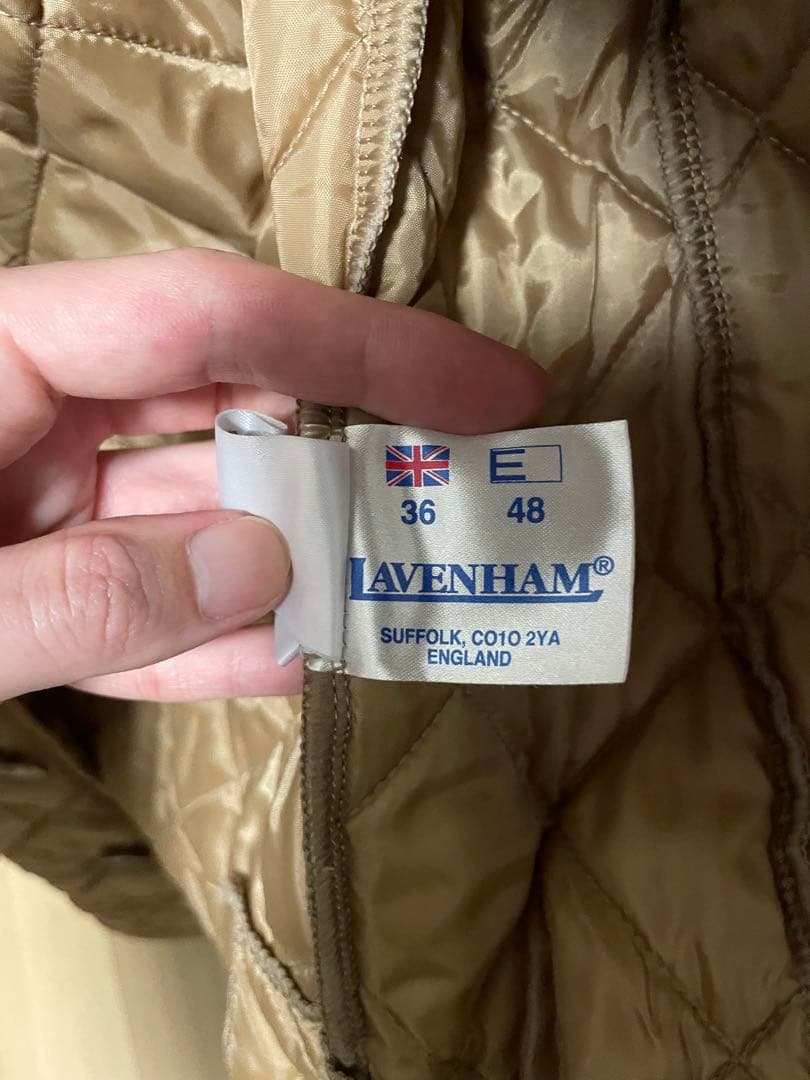 E
36 48
LAVENHAM®
SUFFOLK, CO10 2YA
ENGLAND